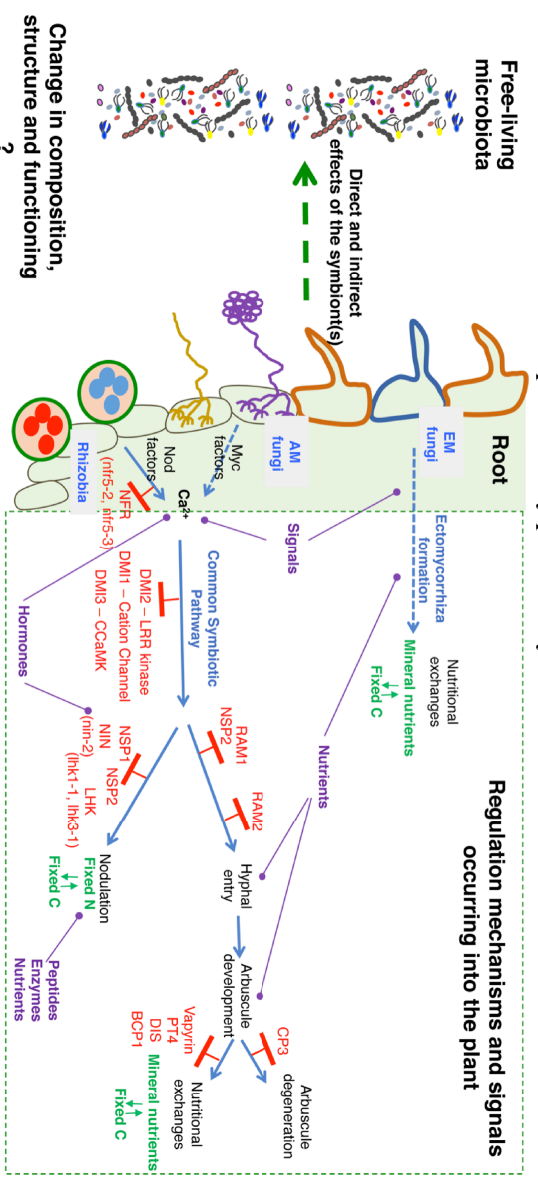 Free-living
microbiota
Direct and indirect
effects of the symbiont(s)
Change in composition,
structure and functioning
?
Root
Regulation mechanisms and signals
occurring into the plant
EM
fungi
Ectomycorrhiza
formation
Nutritional
exchanges
Mineral nutrients
Fixed C
AM
fungi
Signals
Nutrients
Myc
factors
Nod
factors
Ca2+
Rhizobia
NFR
(nfr5-2, nfr5-3)
Common Symbiotic
Pathway
DMI2 – LRR kinase
DMI1 – Cation Channel
DMI3 – CCaMK
Hormones
RAM1
NSP2
RAM2
Hyphal
entry
Arbuscule
development
CP3
Arbuscule
degeneration
Vapyrin
PT4
DIS
BCP1
Nutritional
exchanges
Mineral nutrients
Fixed C
NSP1
NSP2
NIN
(nin-2)
LHK
(lhk1-1, lhk3-1)
Nodulation
Fixed N
Fixed C
Peptides
Enzymes
Nutrients